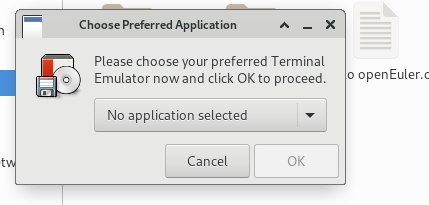 Choose Preferred Application
Please choose your preferred Terminal
Emulator now and click OK to proceed.
No application selected
Cancel
OK
o openEuler.
etw